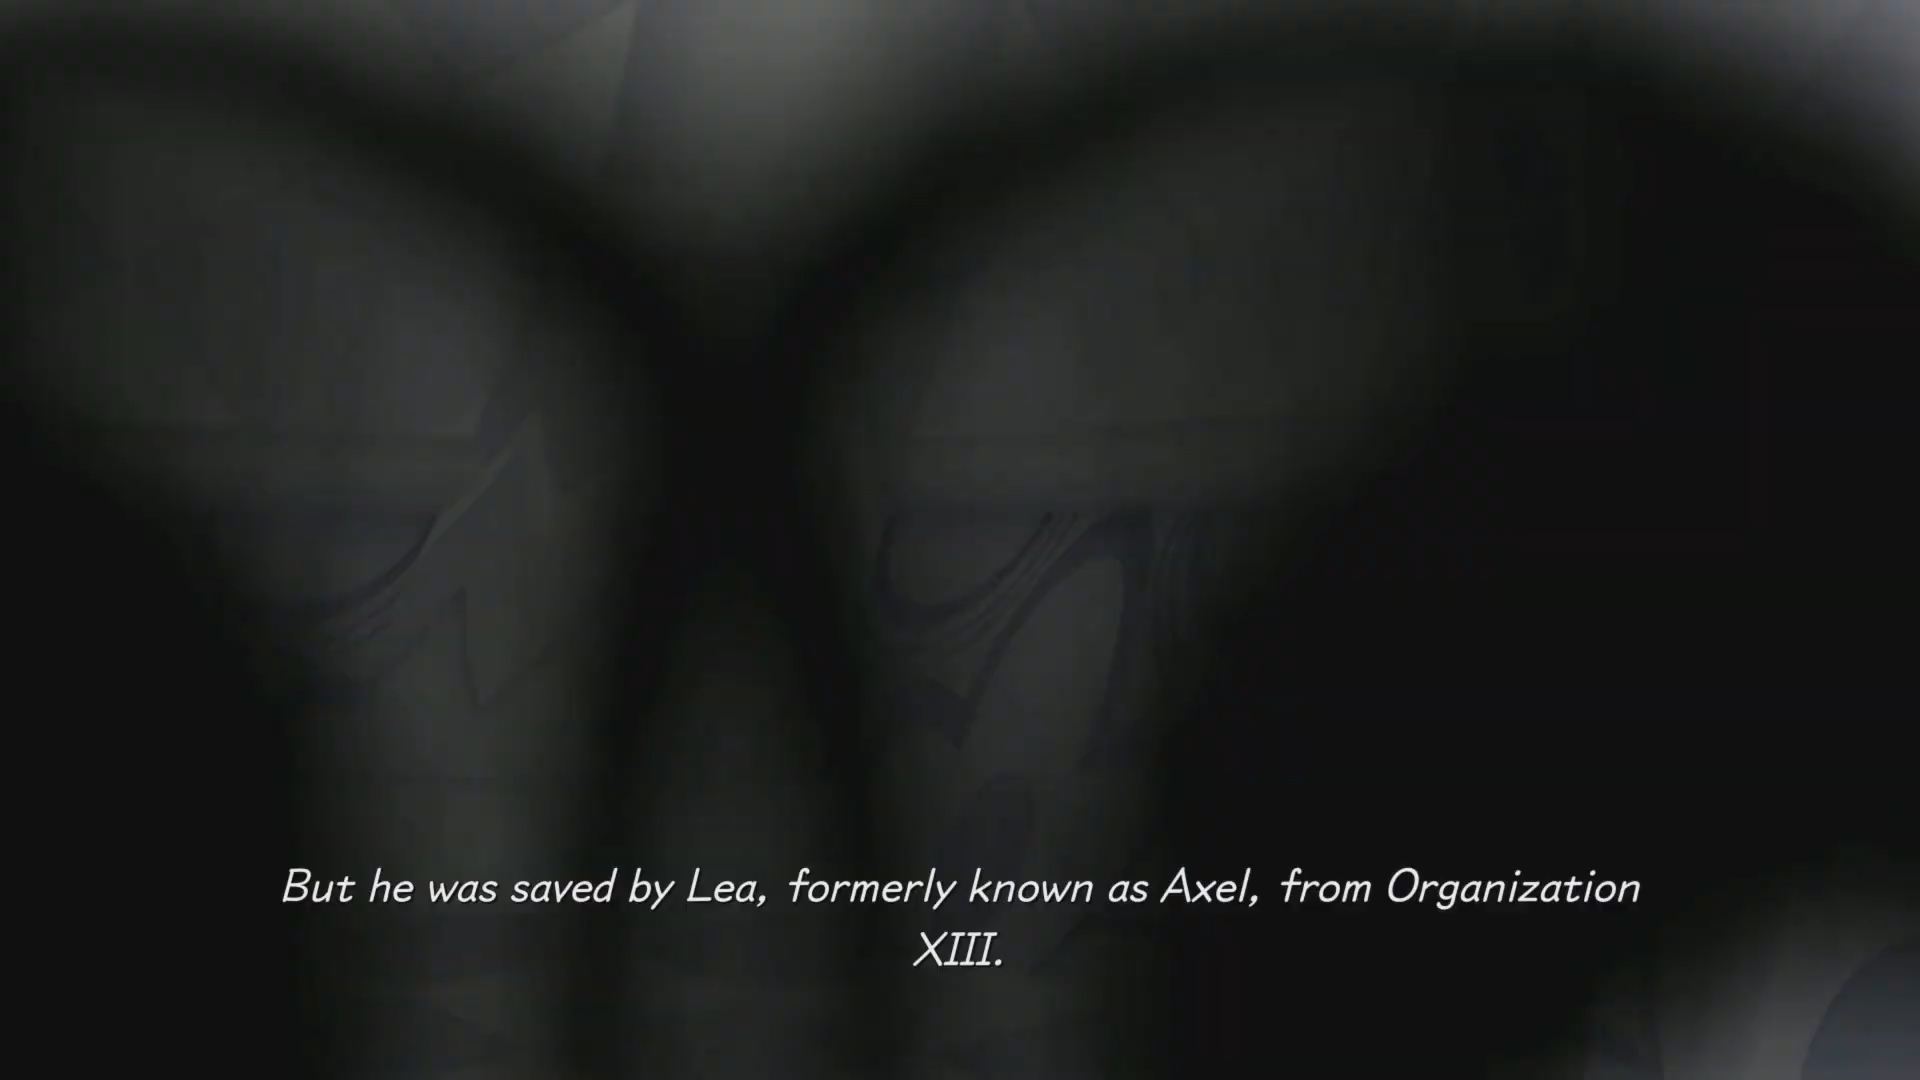 But he was saved by Lea, formerly known as Axel, from Organization
XIII.